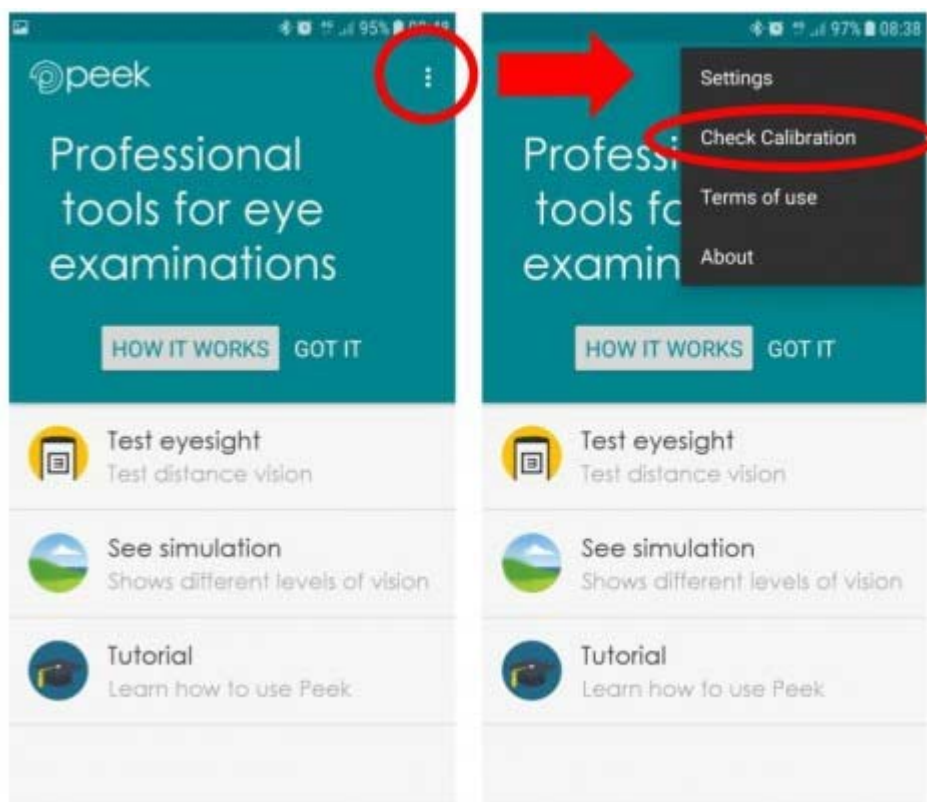 95%
peek
Professional
tools for eye
examinations
HOW IT WORKS GOT IT
Test eyesight
Test distance vision
See simulation
Shows different levels of vision
Tutorial
Learn how to use Peek
97% 08:38
Settings
Check Calibration
Terms of use
About
Professi
tools fo
examin
HOW IT WORKS GOT IT
Test eyesight
Test distance vision
See simulation
Shows different levels of vision
Tutorial
Learn how to use Peek